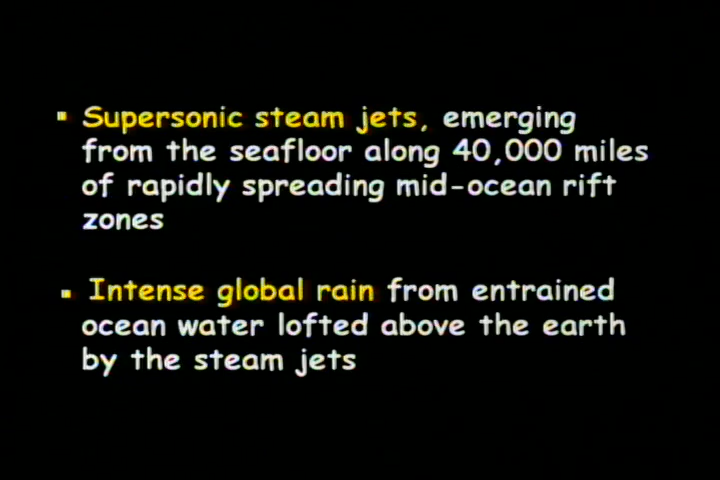 ▪ Supersonic steam jets, emerging
from the seafloor along 40,000 miles
of rapidly spreading mid-ocean rift
zones
▪ Intense global rain from entrained
ocean water lofted above the earth
by the steam jets